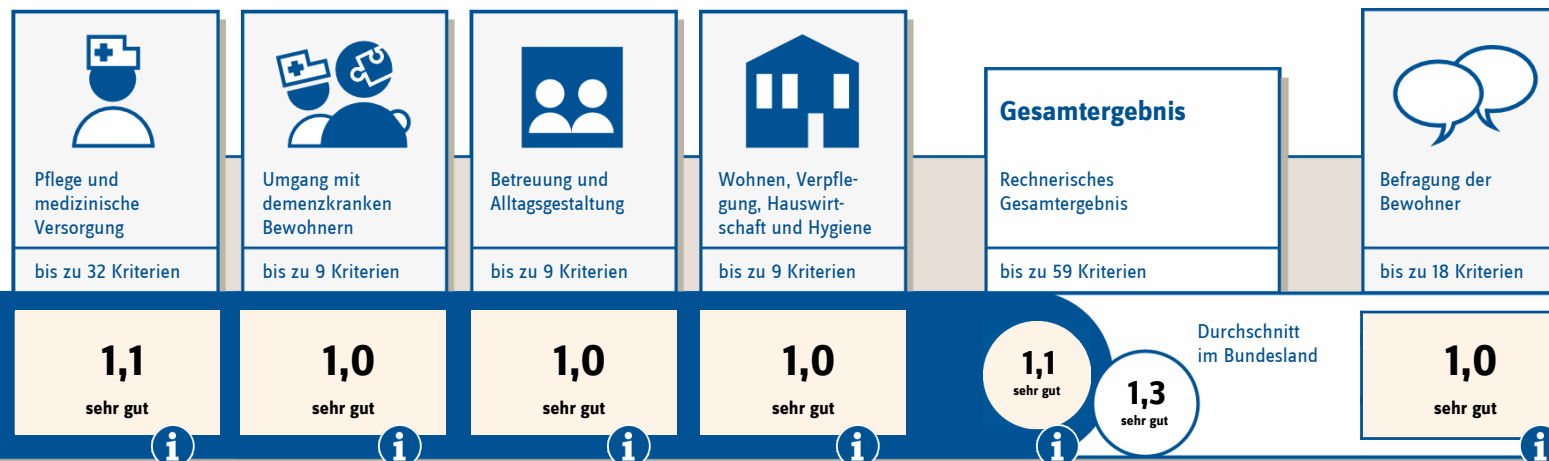 Pflege und
medizinische
Versorgung
bis zu 32 Kriterien
1,1
sehr gut
i
Umgang mit
demenzkranken
Bewohnern
bis zu 9 Kriterien
1,0
sehr gut
i
Betreuung und
Alltagsgestaltung
bis zu 9 Kriterien
1,0
sehr gut
i
Wohnen, Verpfle-
gung, Hauswirt-
schaft und Hygiene
bis zu 9 Kriterien
1,0
sehr gut
i
Gesamtergebnis
Rechnerisches
Gesamtergebnis
bis zu 59 Kriterien
1,1
sehr gut
i
Durchschnitt
im Bundesland
1,3
sehr gut
Befragung der
Bewohner
bis zu 18 Kriterien
1,0
sehr gut
i